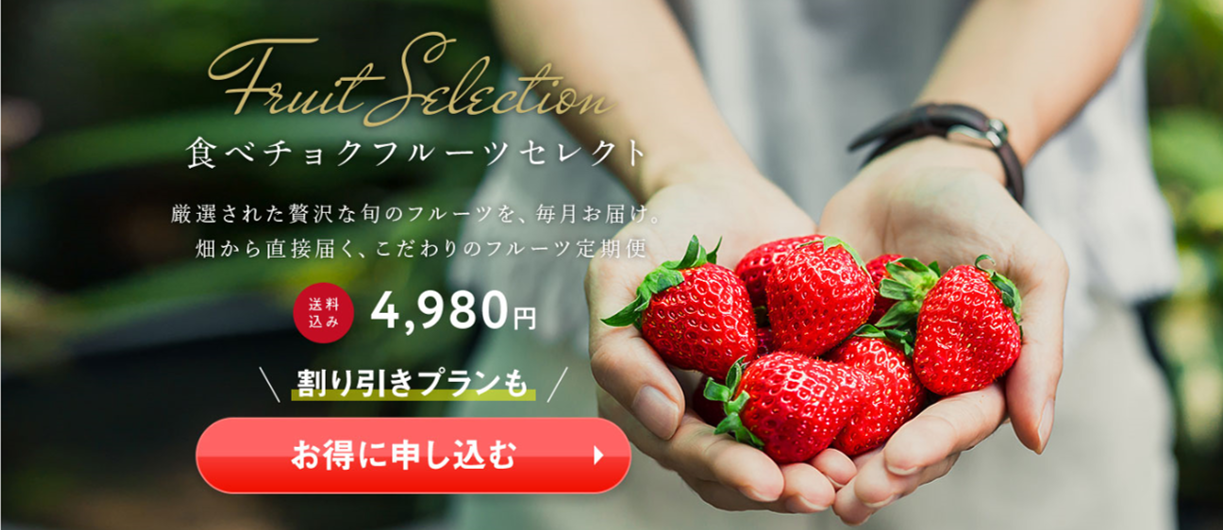 Fruit Selection
食べチョクフルーツセレクト
厳選された贅沢な旬のフルーツを、毎月お届け。
畑から直接届く、こだわりのフルーツ定期便
送料
込み
4,980円
割り引きプランも
お得に申し込む